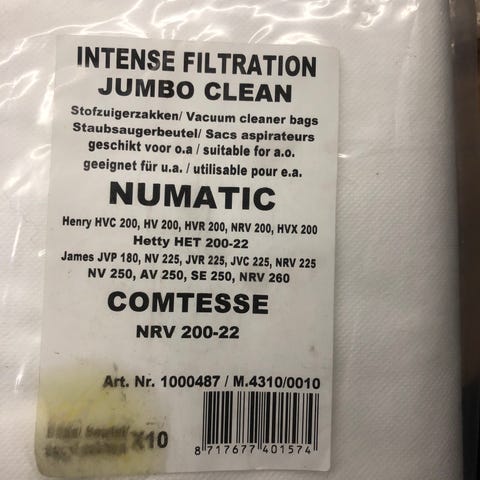 INTENSE FILTRATION
JUMBO CLEAN
Stofzuigerzakken/ Vacuum cleaner bags
Staubsaugerbeutel/ Sacs aspirateurs
geschikt voor o.a / suitable for a.o.
geeignet für u.a. / utilisable pour e.a.
NUMATIC
Henry HVC 200, HV 200, HVR 200, NRV 200, HVX 200
Hetty HET 200-22
James JVP 180, NV 225, JVR 225, JVC 225, NRV 225
NV 250, AV 250, SE 250, NRV 260
COMTESSE
NRV 200-22
Art. Nr. 1000487 / M.4310/0010
X10
8 717677 401574